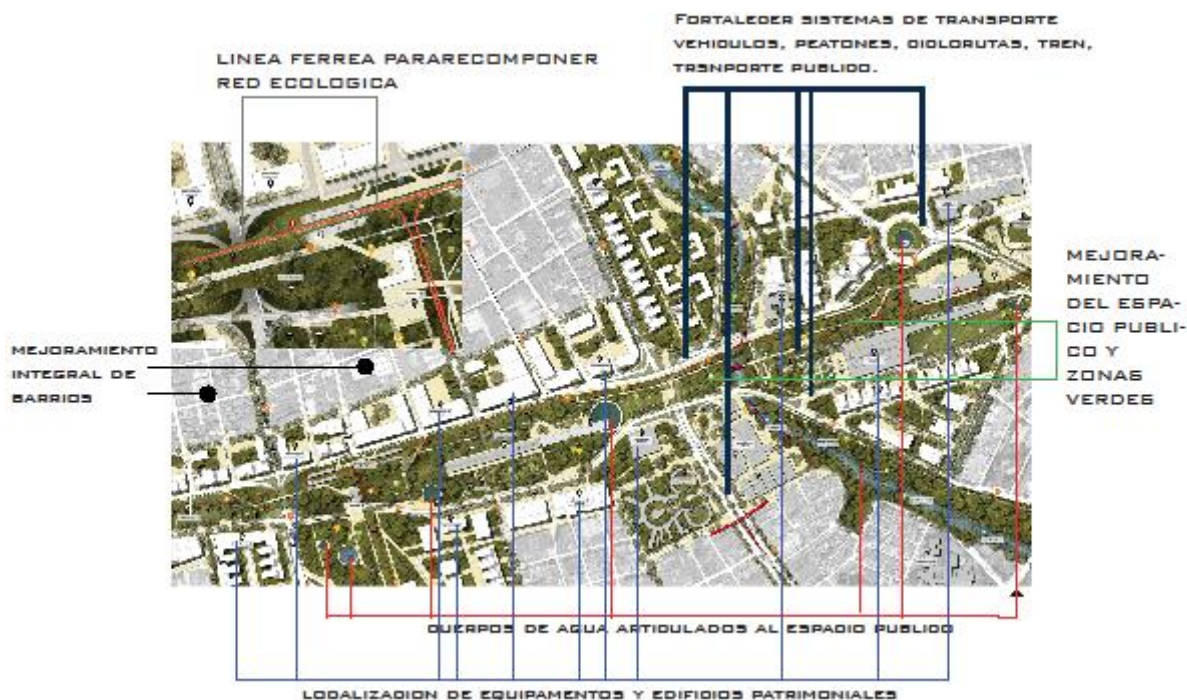 FORTALECER SISTEMAS DE TRANSPORTE
VEHICULOS, PEATONES, CICLORUTAS, TREN,
TRSNPORTE PUBLICO.
LINEA FERREA PARARECOMPONER
RED ECOLOGICA
MEJORA-
MIENTO
DEL ESPA-
CIO PUBLI-
CO Y
ZONAS
VERDES
MEJORAMIENTO
INTEGRAL DE
BARRIOS
CUERPOS DE AGUA ARTICULADOS AL ESPACIO PUBLICO
LOCALIZACION DE EQUIPAMENTOS Y EDIFICIOS PATRIMONIALES